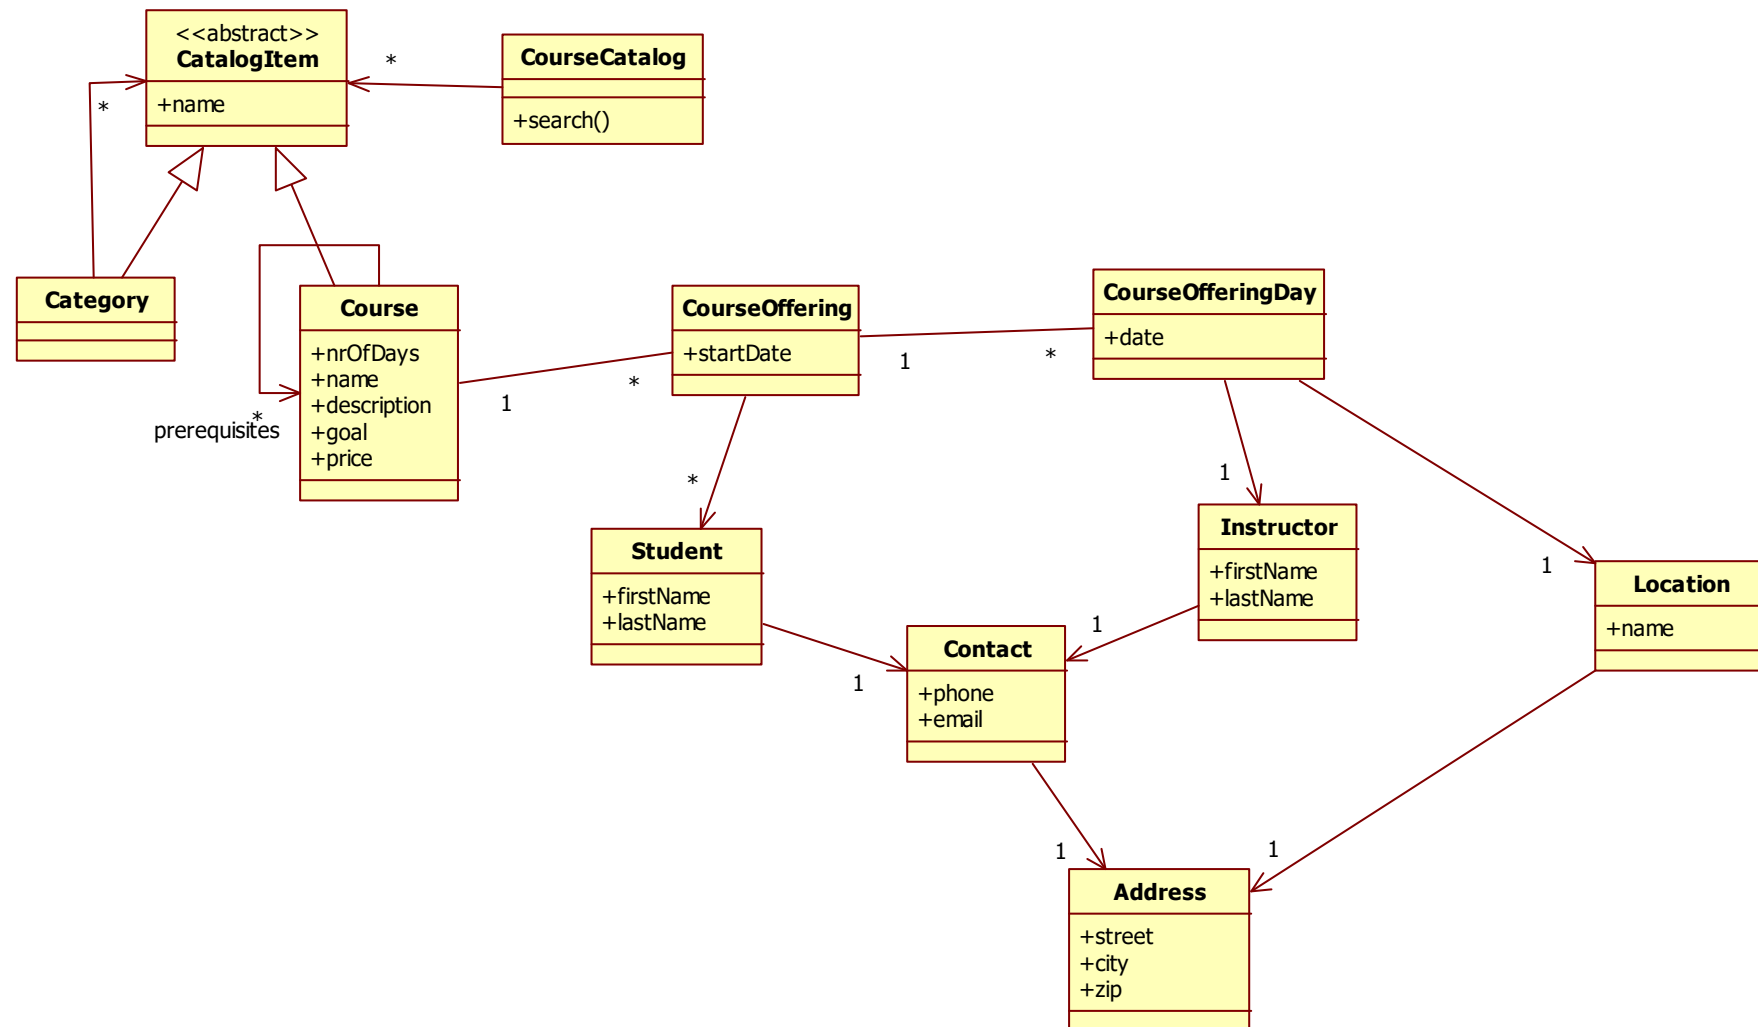 <<abstract>>
CatalogItem
+name
*
*
CourseCatalog
+search()
Category
Course
+nrOfDays
+name
+description
+goal
+price
*
prerequisites
1
*
CourseOffering
+startDate
1
*
CourseOfferingDay
+date
*
1
1
Student
+firstName
+lastName
Instructor
+firstName
+lastName
Location
+name
1
1
Contact
+phone
+email
1
1
Address
+street
+city
+zip